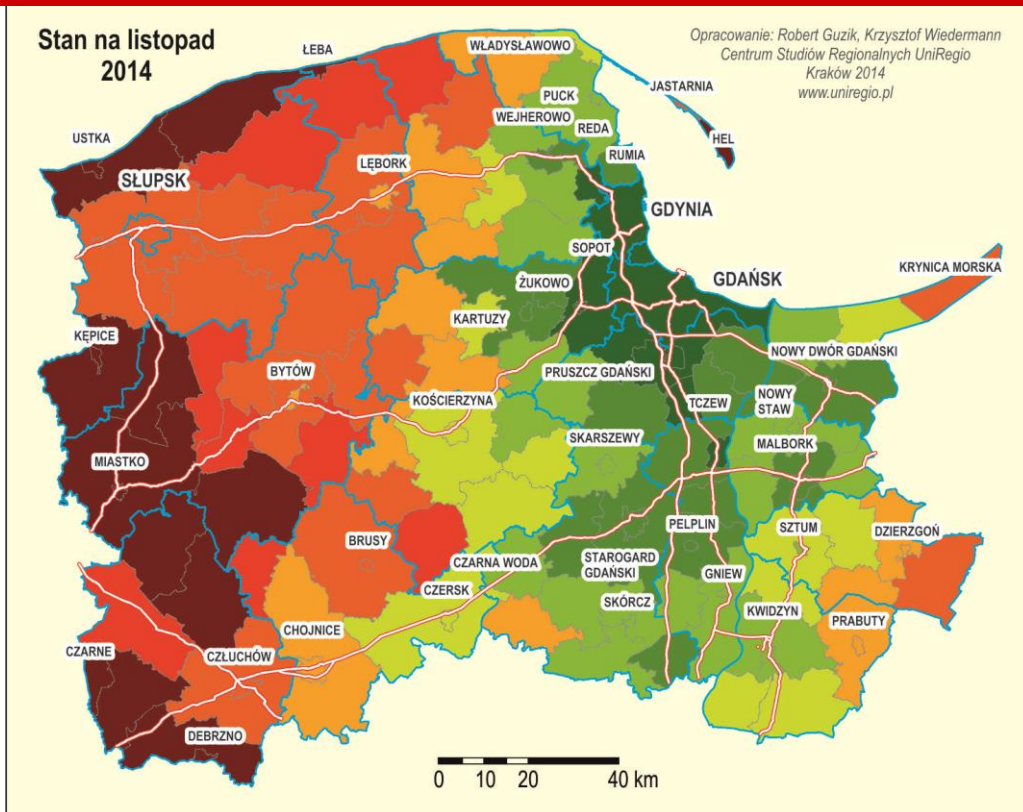 Stan na listopad
2014
Opracowanie: Robert Guzik, Krzysztof Wiedermann
Centrum Studiów Regionalnych UniRegio
Kraków 2014
www.uniregio.pl
ŁEBA
WŁADYSŁAWOWO
JASTARNIA
PUCK
WEJHEROWO
REDA
HEL
USTKA
RUMIA
LĘBORK
SŁUPSK
GDYNIA
SOPOT
KRYNICA MORSKA
GDAŃSK
ŻUKOWO
KARTUZY
KĘPICE
NOWY DWÓR GDAŃSKI
BYTÓW
PRUSZCZ GDAŃSKI
KOŚCIERZYNA
TCZEW
NOWY
STAW
SKARSZEWY
MALBORK
MIASTKO
PELPLIN
SZTUM
DZIERZGOŃ
BRUSY
CZARNA WODA
STAROGARD
GDAŃSKI
GNIEW
CZERSK
SKÓRCZ
KWIDZYN
PRABUTY
CHOJNICE
CZARNE
CZŁUCHÓW
DEBRZNO
0 10 20 40 km